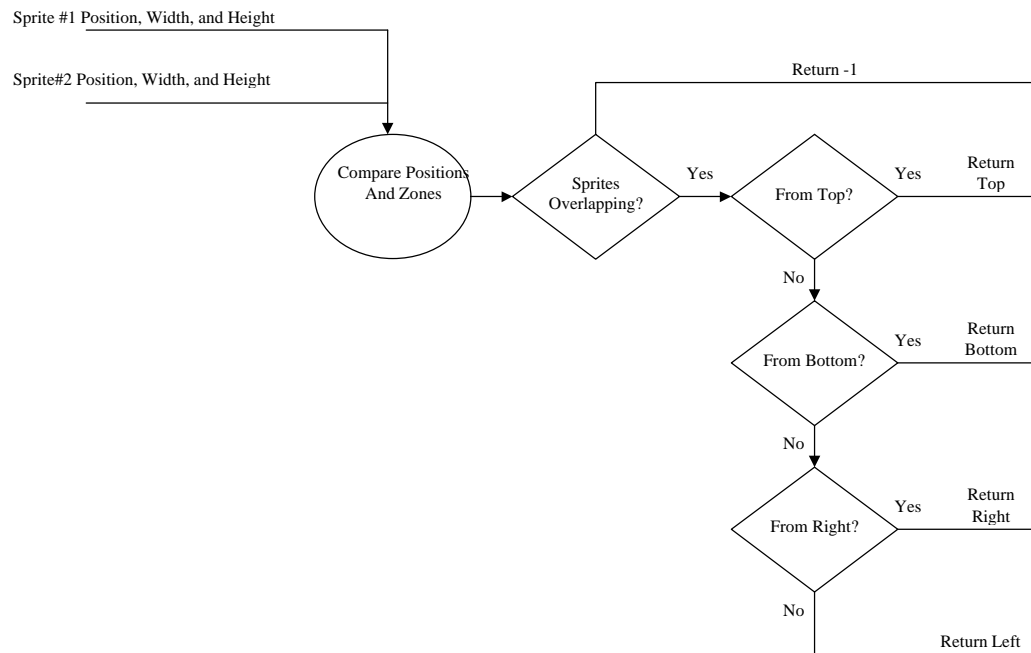 Sprite #1 Position, Width, and Height
Sprite#2 Position, Width, and Height
Return -1
Compare Positions
And Zones
Sprites
Overlapping?
Yes
From Top?
Yes
Return
Top
No
From Bottom?
Yes
Return
Bottom
No
From Right?
Yes
Return
Right
No
Return Left